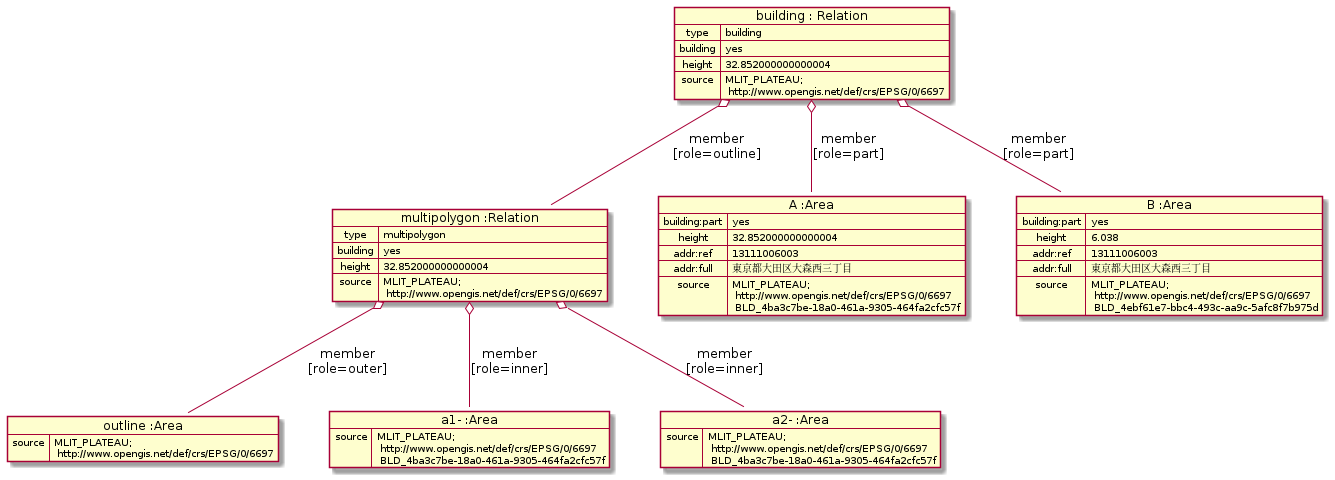 building : Relation
type building
building yes
height 32.852000000000004
source MLIT_PLATEAU;
http://www.opengis.net/def/crs/EPSG/0/6697
member
[role=outline]
member
[role=part]
member
[role=part]
multipolygon :Relation
type multipolygon
building yes
height 32.852000000000004
source MLIT_PLATEAU;
http://www.opengis.net/def/crs/EPSG/0/6697
A :Area
building:part yes
height 32.852000000000004
addr:ref 13111006003
addr:full 東京都大田区大森西三丁目
source MLIT_PLATEAU;
http://www.opengis.net/def/crs/EPSG/0/6697
BLD_4ba3c7be-18a0-461a-9305-464fa2cfc57f
B :Area
building:part yes
height 6.038
addr:ref 13111006003
addr:full 東京都大田区大森西三丁目
source MLIT_PLATEAU;
http://www.opengis.net/def/crs/EPSG/0/6697
BLD_4ebf61e7-bbc4-493c-aa9c-5afc8f7b975d
member
[role=outer]
member
[role=inner]
member
[role=inner]
outline :Area
source MLIT_PLATEAU;
http://www.opengis.net/def/crs/EPSG/0/6697
a1-:Area
source MLIT_PLATEAU;
http://www.opengis.net/def/crs/EPSG/0/6697
BLD_4ba3c7be-18a0-461a-9305-464fa2cfc57f
a2-:Area
source MLIT_PLATEAU;
http://www.opengis.net/def/crs/EPSG/0/6697
BLD_4ba3c7be-18a0-461a-9305-464fa2cfc57f